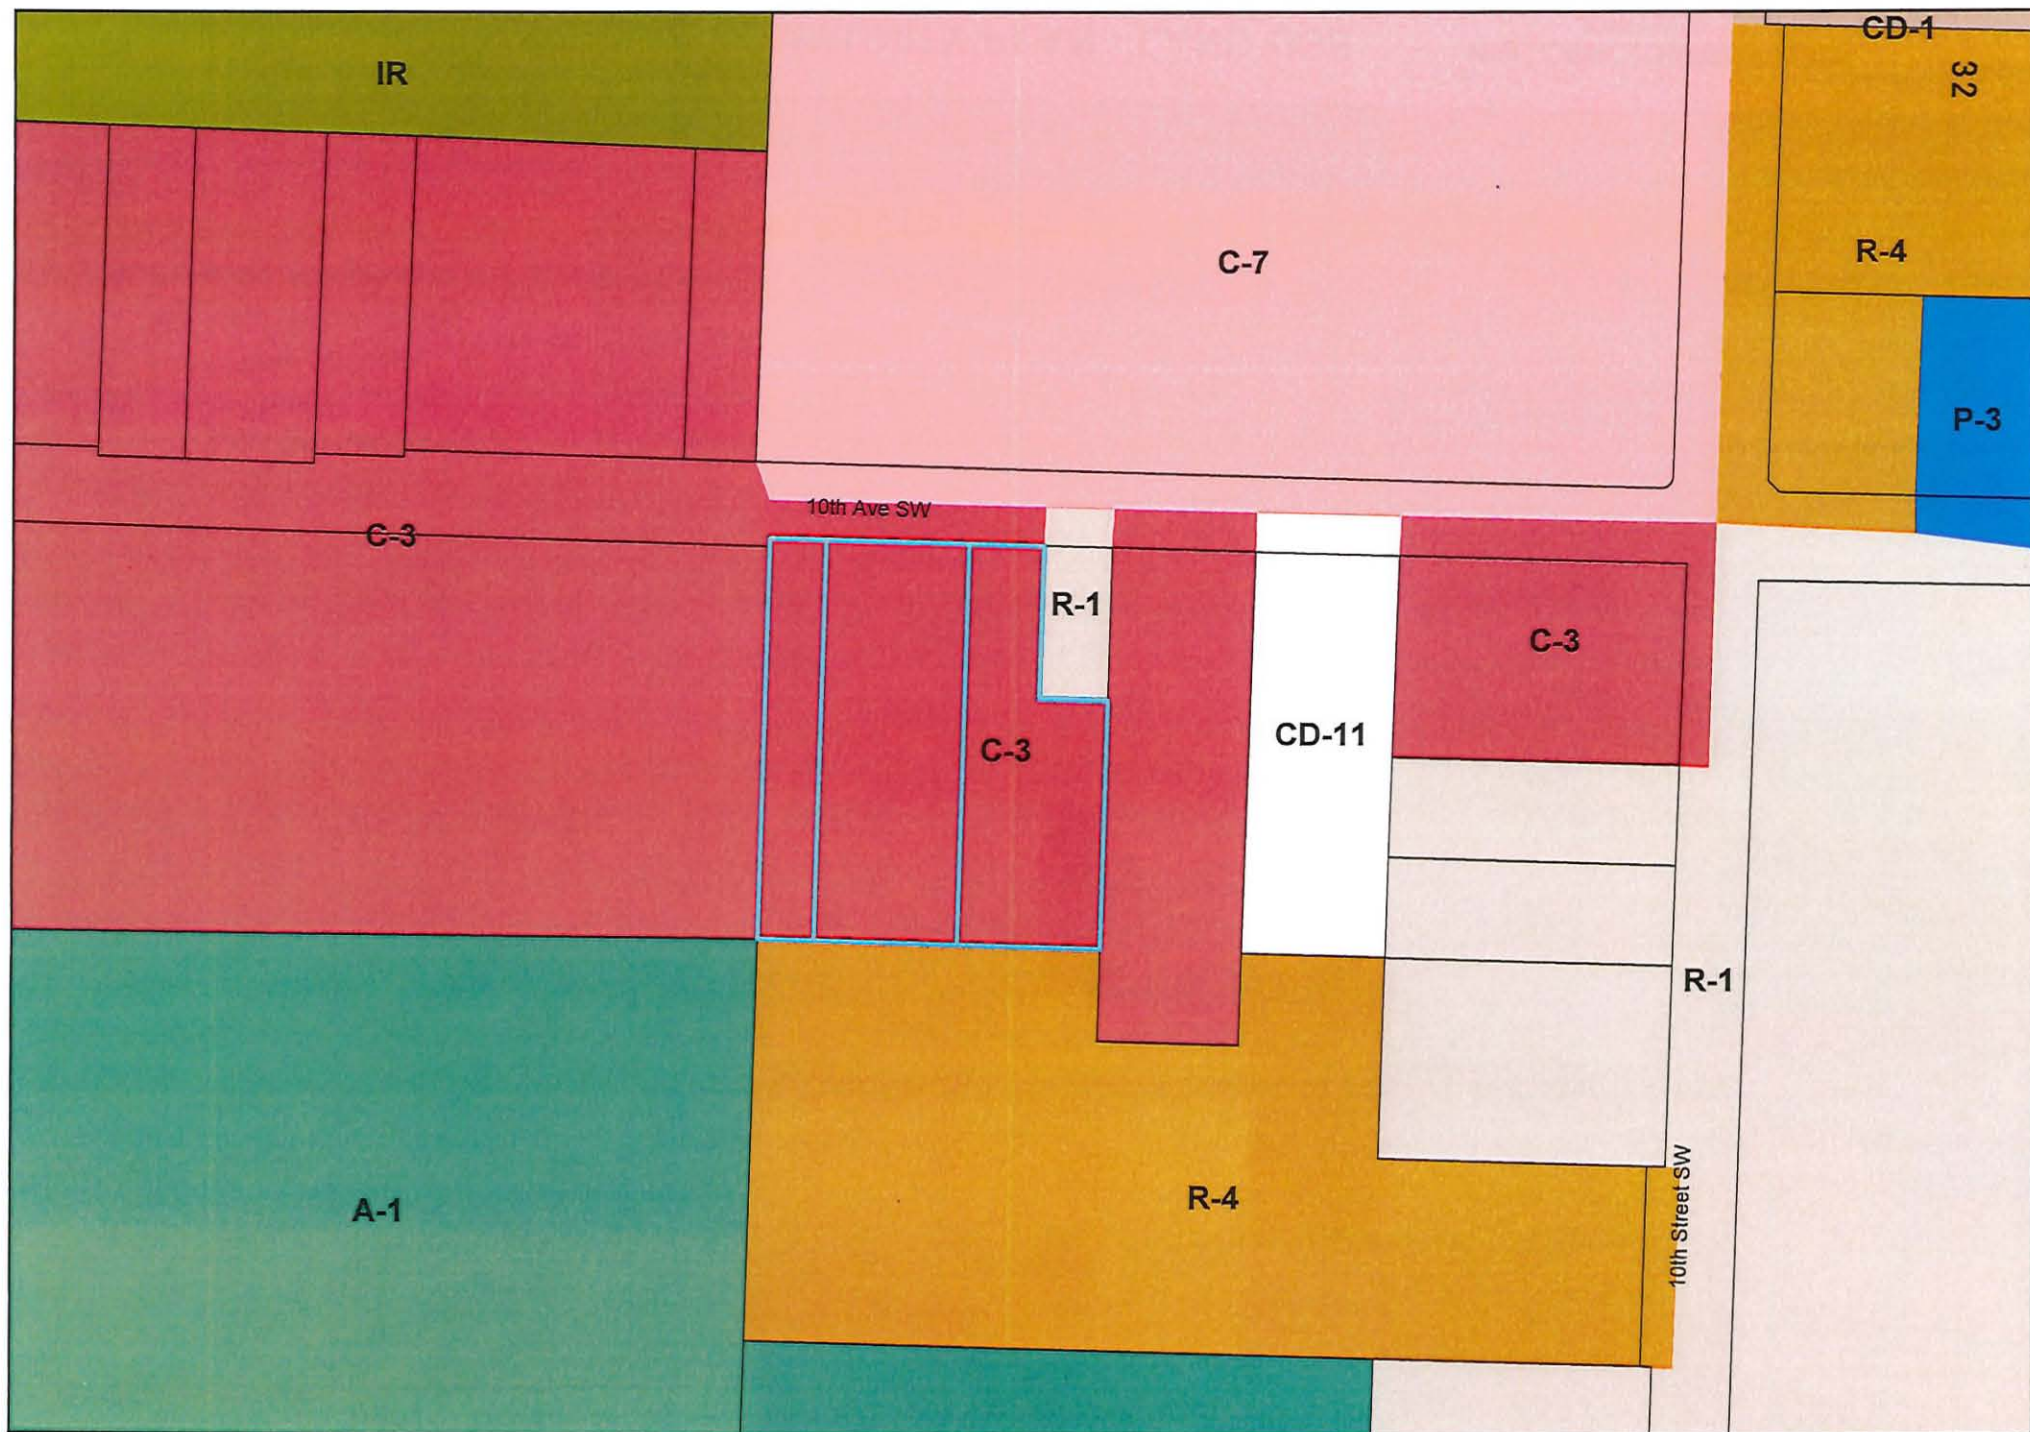 CD-1
IR
32
R-4
C-7
P-3
10th Ave SW
C-3
R-1
C-3
CD-11
C-3
R-1
10th Street SW
R-4
A-1